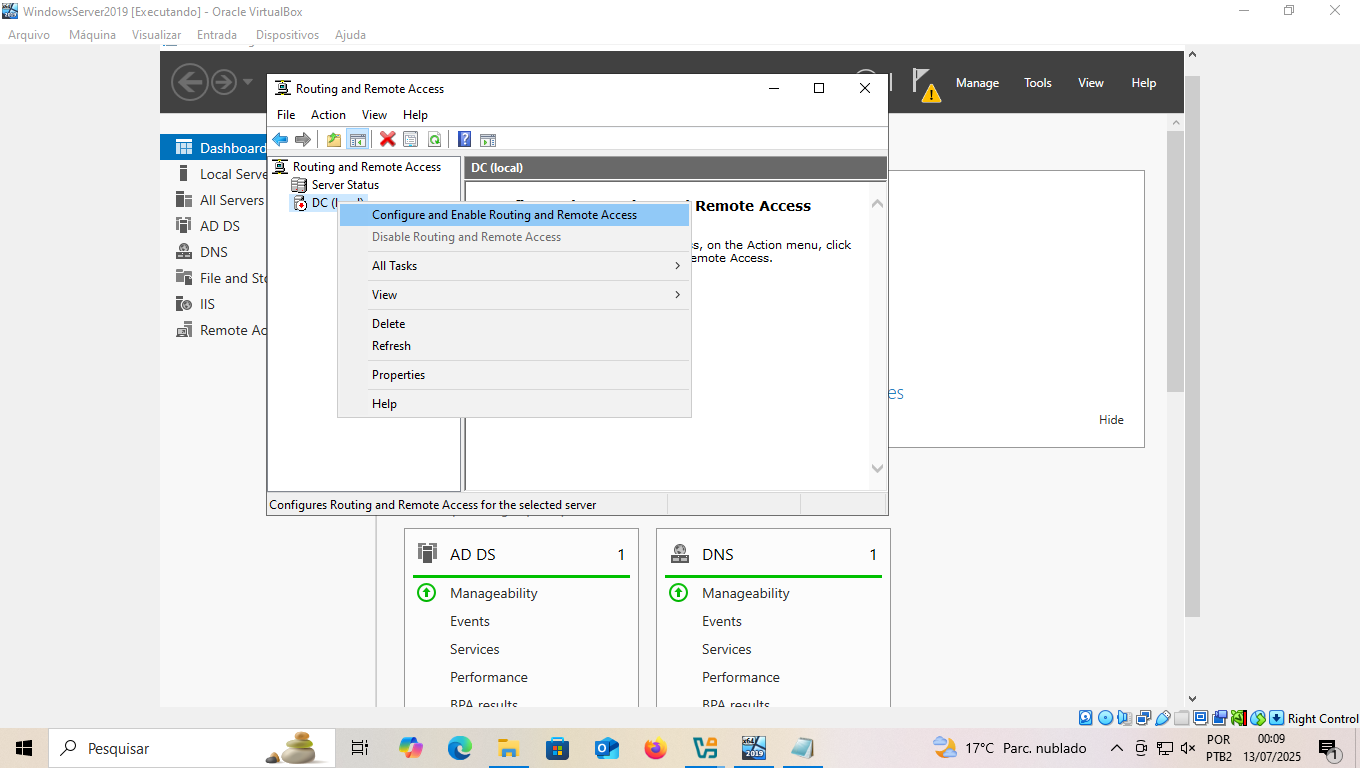 WindowsServer2019 [Executando] - Oracle VirtualBox
Arquivo Máquina Visualizar Entrada Dispositivos Ajuda
Manage Tools View Help
Routing and Remote Access
File Action View Help
Routing and Remote Access
Server Status
DC (local)
DC (local)
Remote Access
ss, on the Action menu, click
emote Access.
Configure and Enable Routing and Remote Access
Disable Routing and Remote Access
All Tasks
View
Delete
Refresh
Properties
Help
Configures Routing and Remote Access for the selected server
Dashboard
Local Serve
All Servers
AD DS
DNS
File and Sto
IIS
Remote Ac
es
Hide
AD DS 1
Manageability
Events
Services
Performance
BPA results
DNS 1
Manageability
Events
Services
Performance
BPA results
Right Control
Pesquisar
x64
2019
17°C Parc. nublado
POR
PTB2
00:09
13/07/2025
1